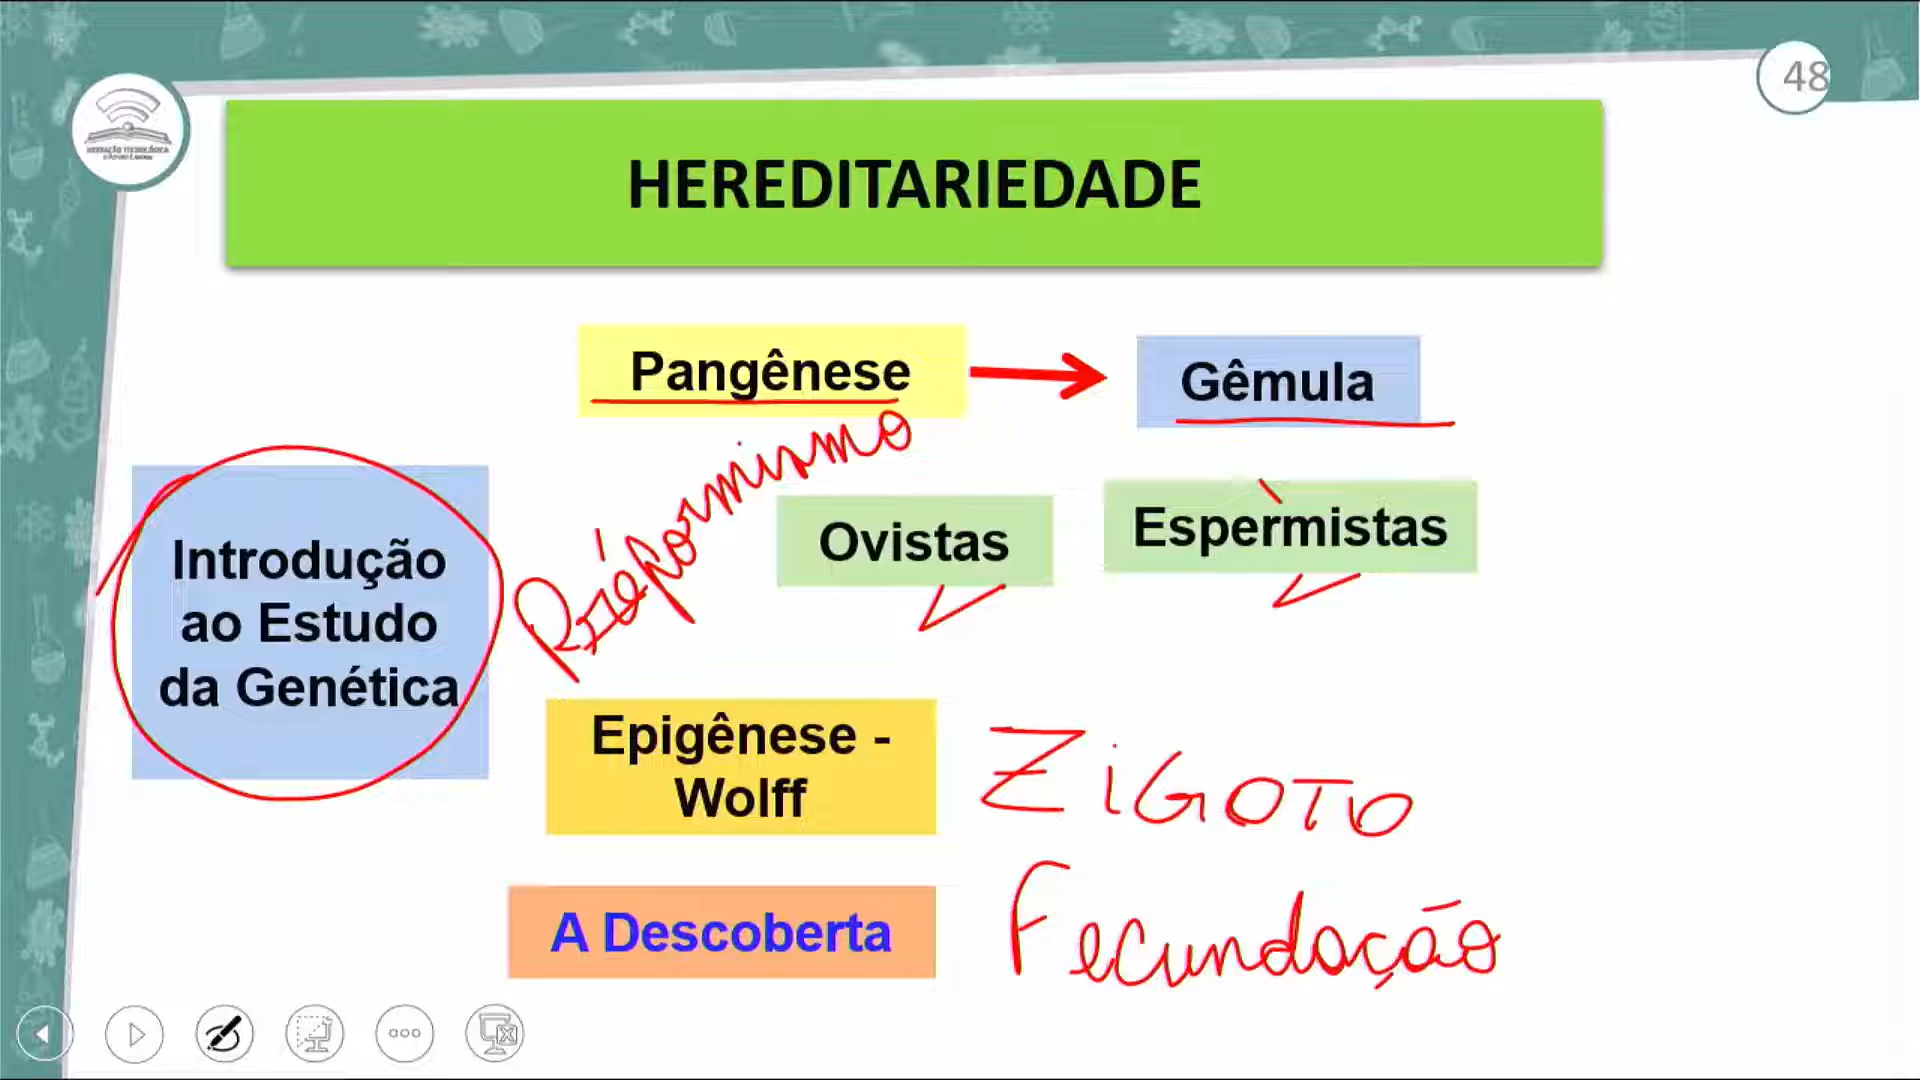 48
HEREDITARIEDADE
Pangênese
Gêmula
Préformismo
Ovistas
Espermistas
Introdução
ao Estudo
da Genética
Epigênese -
Wolff
ZiGOTO
A Descoberta
Fecundação